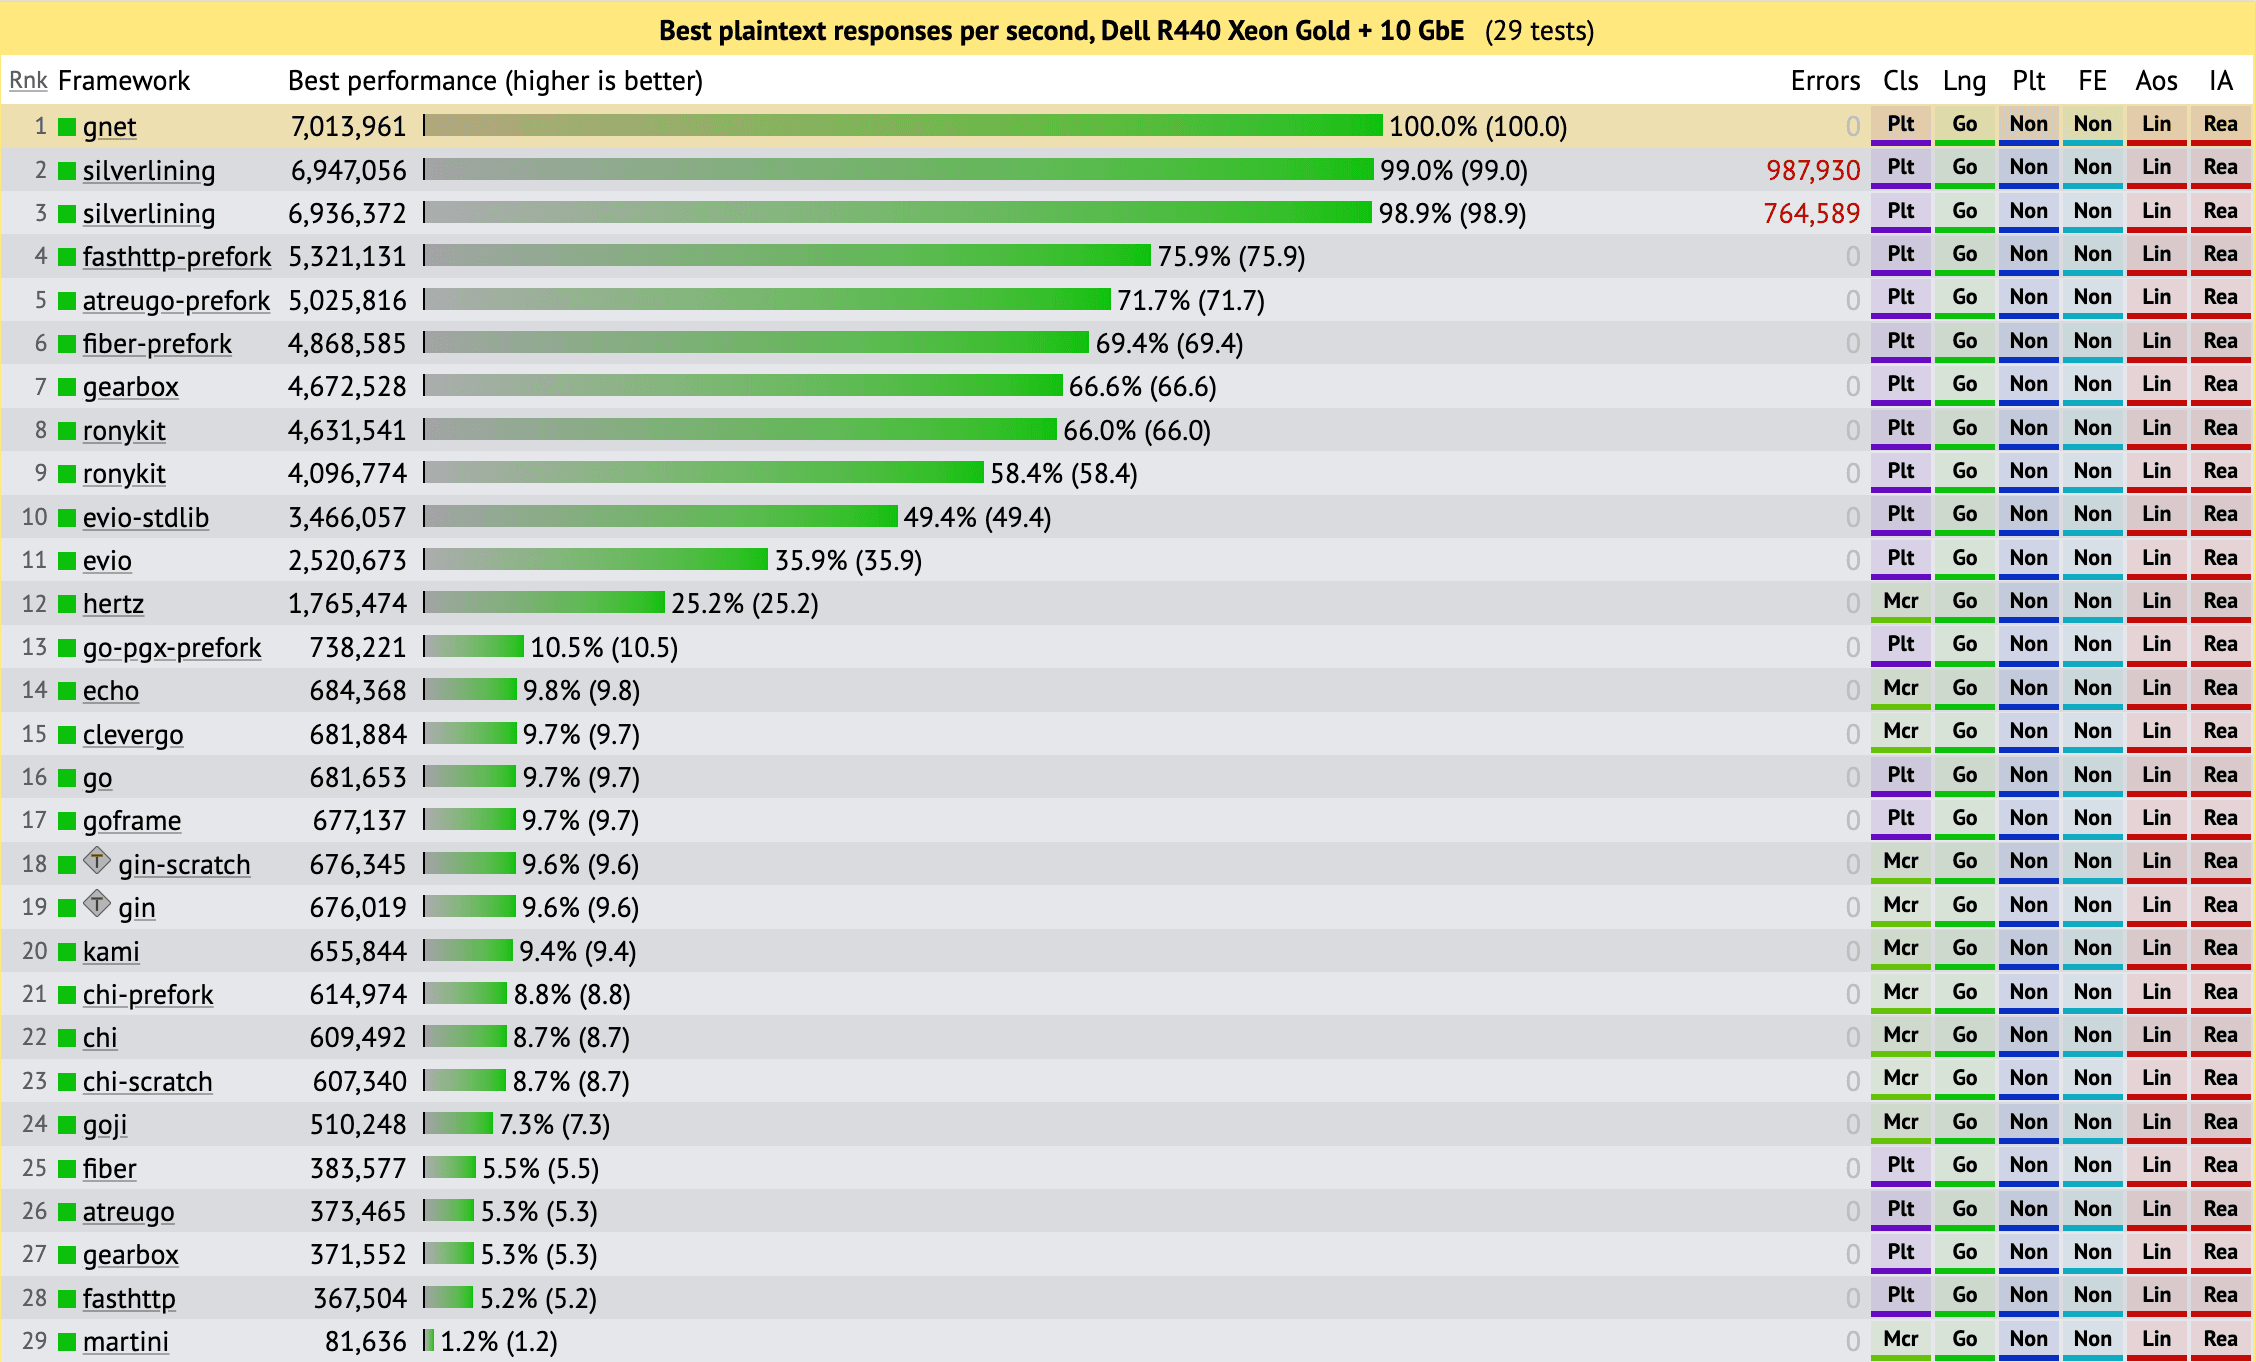 Best plaintext responses per second, Dell R440 Xeon Gold + 10 GbE (29 tests)
Rnk Framework Best performance (higher is better) Errors Cls Lng Plt FE Aos IA
1 gnet 7,013,961 100.0% (100.0) 0 Plt Go Non Non Lin Rea
2 silverlining 6,947,056 99.0% (99.0) 987,930 Plt Go Non Non Lin Rea
3 silverlining 6,936,372 98.9% (98.9) 764,589 Plt Go Non Non Lin Rea
4 fasthttp-prefork 5,321,131 75.9% (75.9) 0 Plt Go Non Non Lin Rea
5 atreugo-prefork 5,025,816 71.7% (71.7) 0 Plt Go Non Non Lin Rea
6 fiber-prefork 4,868,585 69.4% (69.4) 0 Plt Go Non Non Lin Rea
7 gearbox 4,672,528 66.6% (66.6) 0 Plt Go Non Non Lin Rea
8 ronykit 4,631,541 66.0% (66.0) 0 Plt Go Non Non Lin Rea
9 ronykit 4,096,774 58.4% (58.4) 0 Plt Go Non Non Lin Rea
10 evio-stdlib 3,466,057 49.4% (49.4) 0 Plt Go Non Non Lin Rea
11 evio 2,520,673 35.9% (35.9) 0 Plt Go Non Non Lin Rea
12 hertz 1,765,474 25.2% (25.2) 0 Mcr Go Non Non Lin Rea
13 go-pgx-prefork 738,221 10.5% (10.5) 0 Plt Go Non Non Lin Rea
14 echo 684,368 9.8% (9.8) 0 Mcr Go Non Non Lin Rea
15 clevergo 681,884 9.7% (9.7) 0 Mcr Go Non Non Lin Rea
16 go 681,653 9.7% (9.7) 0 Plt Go Non Non Lin Rea
17 goframe 677,137 9.7% (9.7) 0 Plt Go Non Non Lin Rea
18 T gin-scratch 676,345 9.6% (9.6) 0 Mcr Go Non Non Lin Rea
19 T gin 676,019 9.6% (9.6) 0 Mcr Go Non Non Lin Rea
20 kami 655,844 9.4% (9.4) 0 Mcr Go Non Non Lin Rea
21 chi-prefork 614,974 8.8% (8.8) 0 Mcr Go Non Non Lin Rea
22 chi 609,492 8.7% (8.7) 0 Mcr Go Non Non Lin Rea
23 chi-scratch 607,340 8.7% (8.7) 0 Mcr Go Non Non Lin Rea
24 goji 510,248 7.3% (7.3) 0 Mcr Go Non Non Lin Rea
25 fiber 383,577 5.5% (5.5) 0 Plt Go Non Non Lin Rea
26 atreugo 373,465 5.3% (5.3) 0 Plt Go Non Non Lin Rea
27 gearbox 371,552 5.3% (5.3) 0 Plt Go Non Non Lin Rea
28 fasthttp 367,504 5.2% (5.2) 0 Plt Go Non Non Lin Rea
29 martini 81,636 1.2% (1.2) 0 Mcr Go Non Non Lin Rea